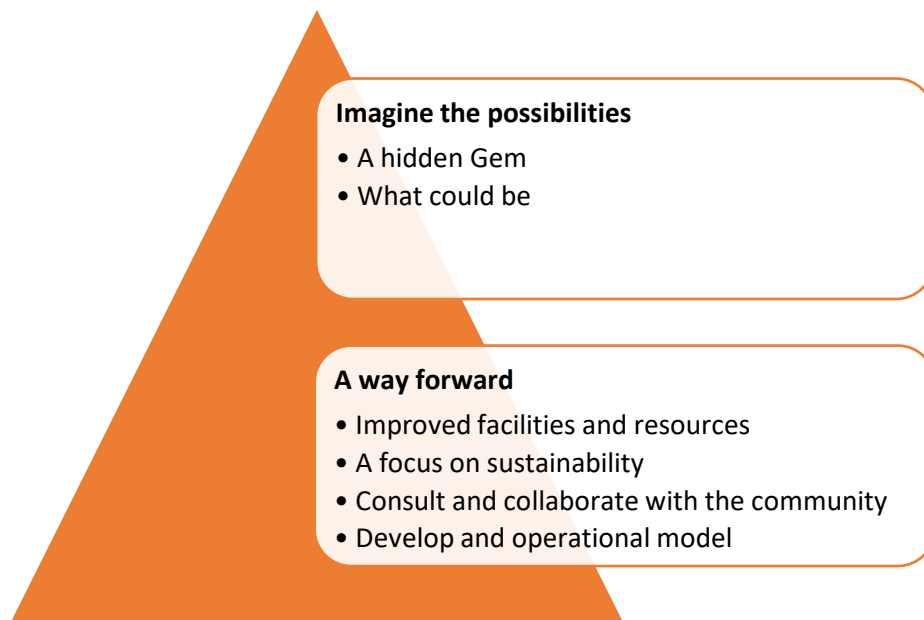 Imagine the possibilities
• A hidden Gem
• What could be
A way forward
• Improved facilities and resources
• A focus on sustainability
• Consult and collaborate with the community
• Develop and operational model